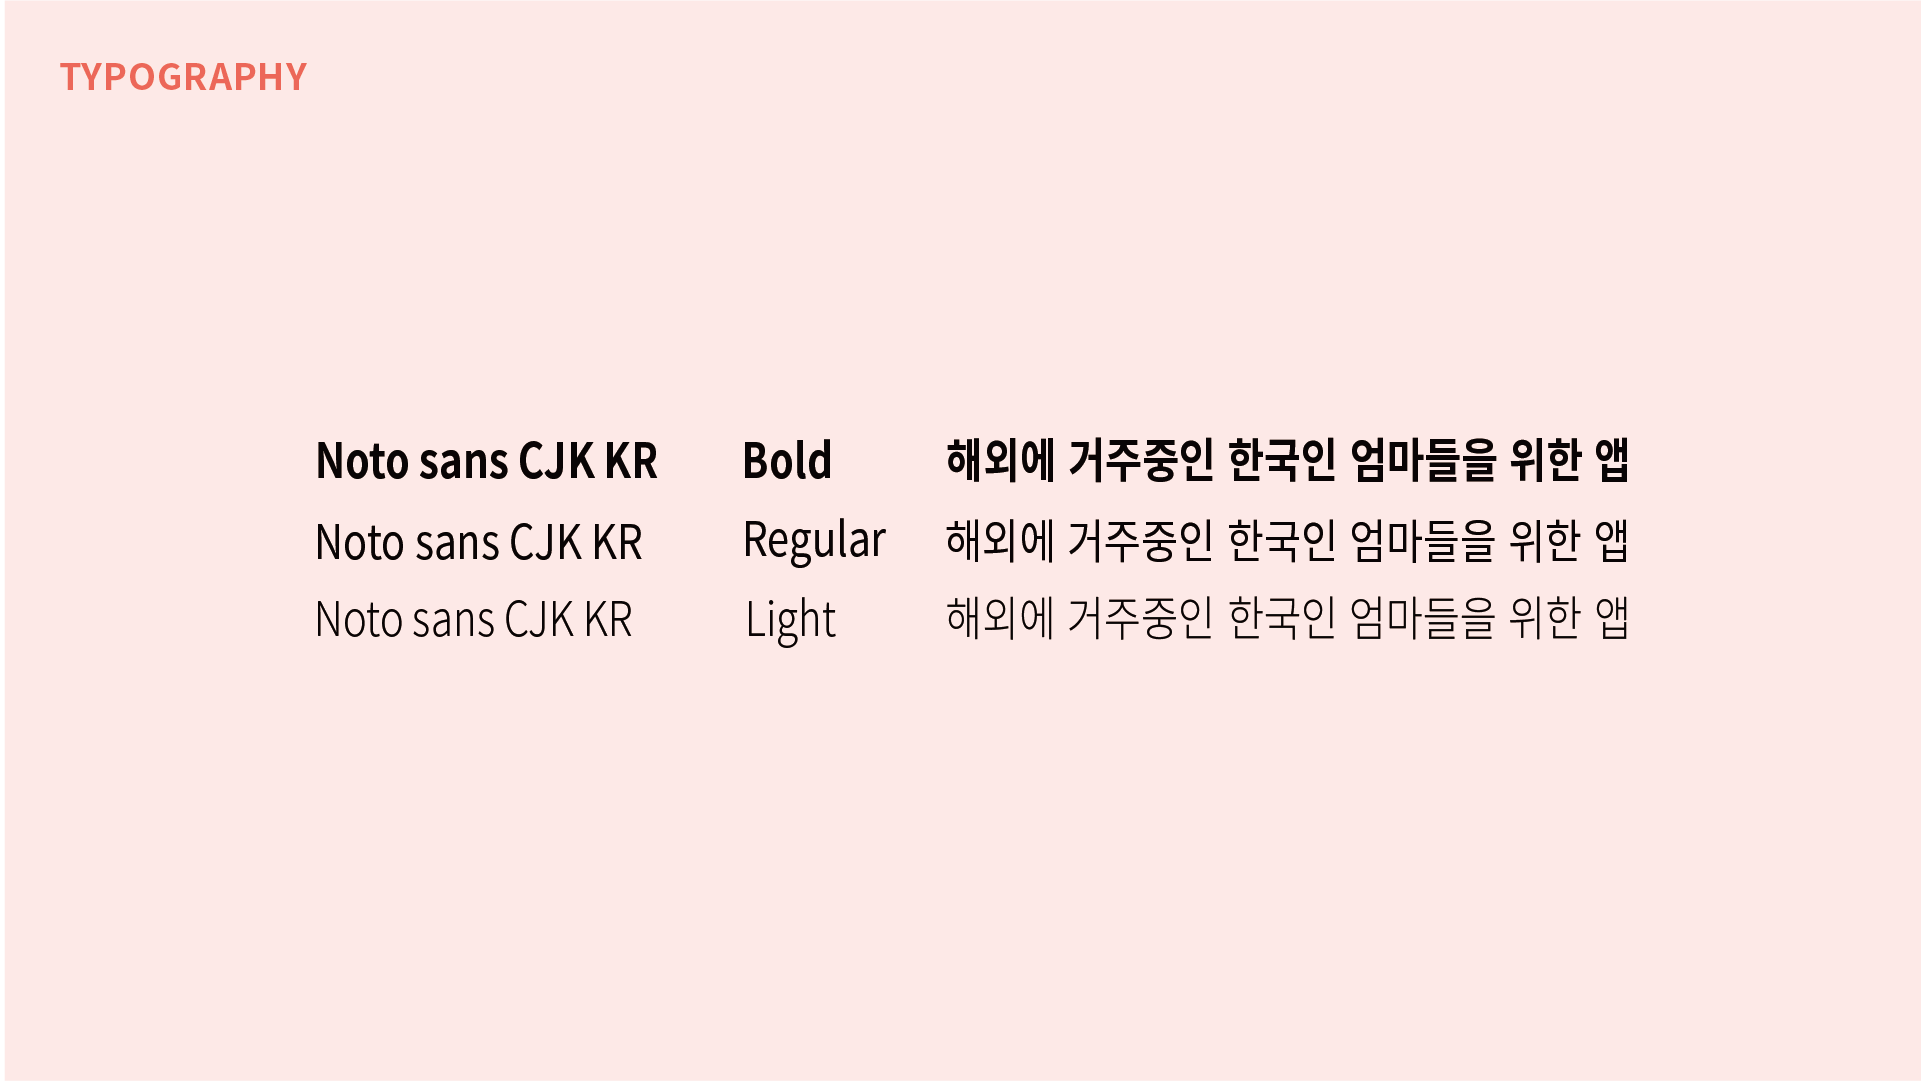 TYPOGRAPHY
Noto sans CJK KR Bold 해외에 거주중인 한국인 엄마들을 위한 앱
Noto sans CJK KR Regular 해외에 거주중인 한국인 엄마들을 위한 앱
Noto sans CJK KR Light 해외에 거주중인 한국인 엄마들을 위한 앱